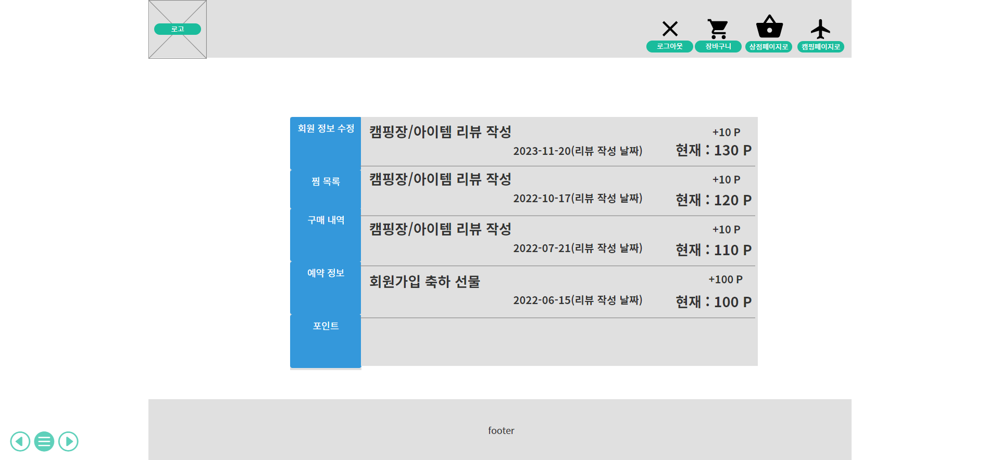 로고
로그아웃
장바구니
상점페이지로
캠핑페이지로
회원 정보 수정
찜 목록
구매 내역
예약 정보
포인트
캠핑장/아이템 리뷰 작성
+10 P
2023-11-20(리뷰 작성 날짜)
현재 : 130 P
캠핑장/아이템 리뷰 작성
+10 P
2022-10-17(리뷰 작성 날짜)
현재 : 120 P
캠핑장/아이템 리뷰 작성
+10 P
2022-07-21(리뷰 작성 날짜)
현재 : 110 P
회원가입 축하 선물
+100 P
2022-06-15(리뷰 작성 날짜)
현재 : 100 P
footer